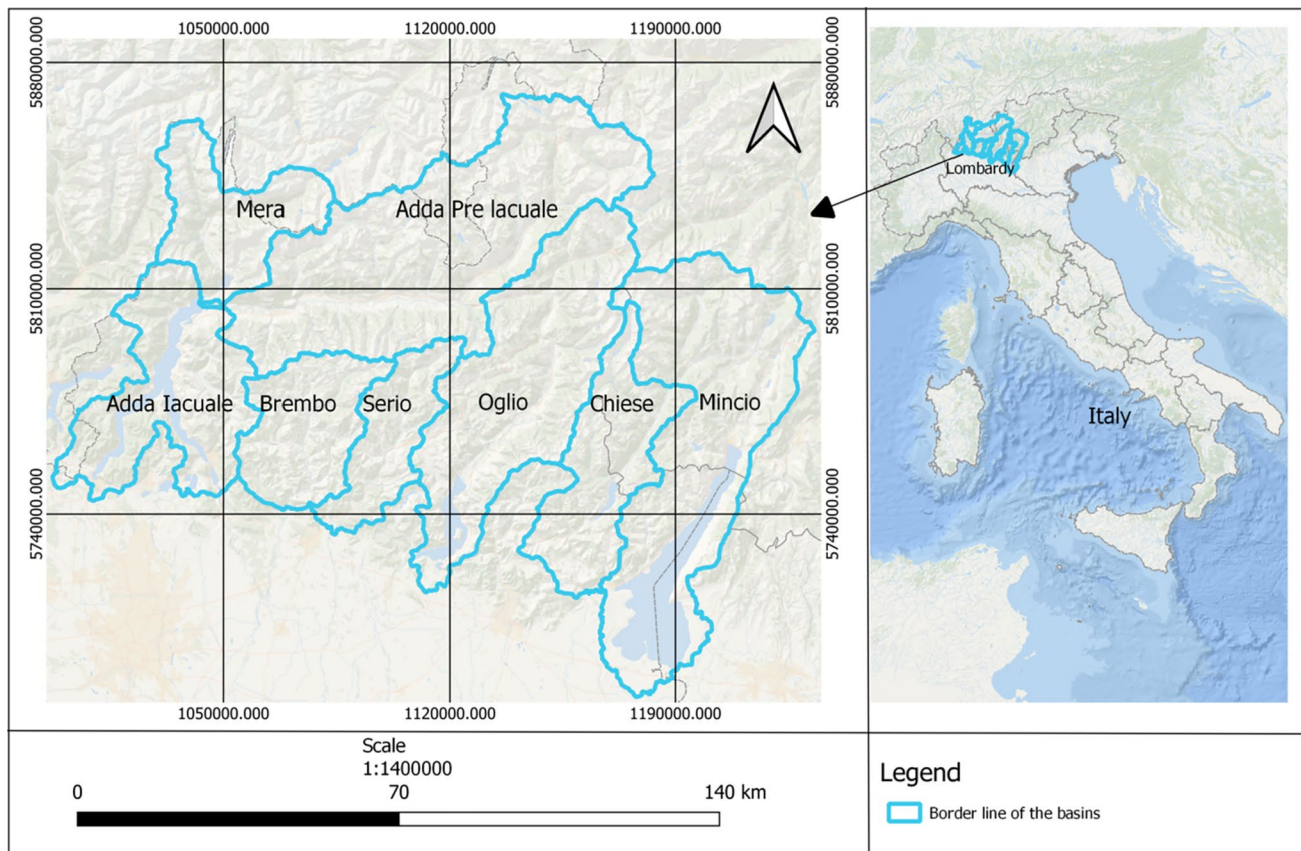 1050000.000 1120000.000 1190000.000
5880000.000 5880000.000
Mera Adda Pre lacuale
Lombardy
5810000.000 5810000.000
Adda lacuale Brembo Serio Oglio Chiese Mincio
Italy
5740000.000 5740000.000
1050000.000 1120000.000 1190000.000
Scale
1:1400000
0 70 140 km
Legend
Border line of the basins